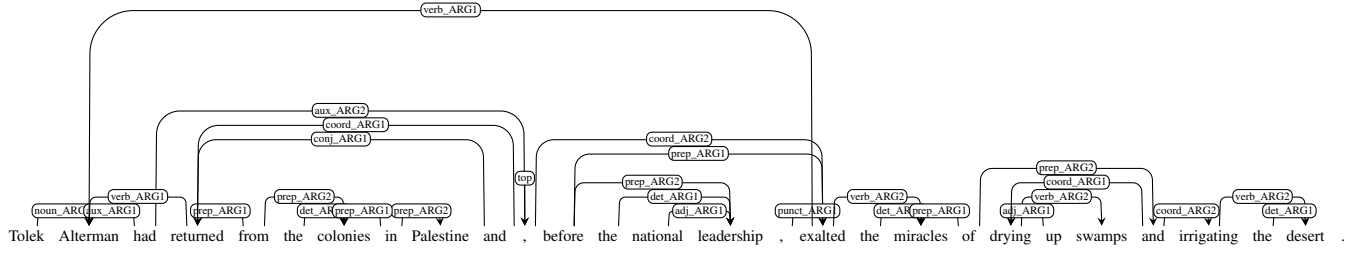 verb_ARG1
aux_ARG2
coord_ARG1
conj_ARG1
coord_ARG2
prep_ARG1
prep_ARG2
coord_ARG1
top
verb_ARG1
prep_ARG2
prep_ARG2
det_ARG1
verb_ARG2
verb_ARG2
verb_ARG2
aux_ARG1
prep_ARG1
prep_ARG1
prep_ARG2
adj_ARG1
punct_ARG1
prep_ARG1
adj_ARG1
coord_ARG2
det_ARG1
Tolek Alterman had returned from the colonies in Palestine and , before the national leadership , exalted the miracles of drying up swamps and irrigating the desert .